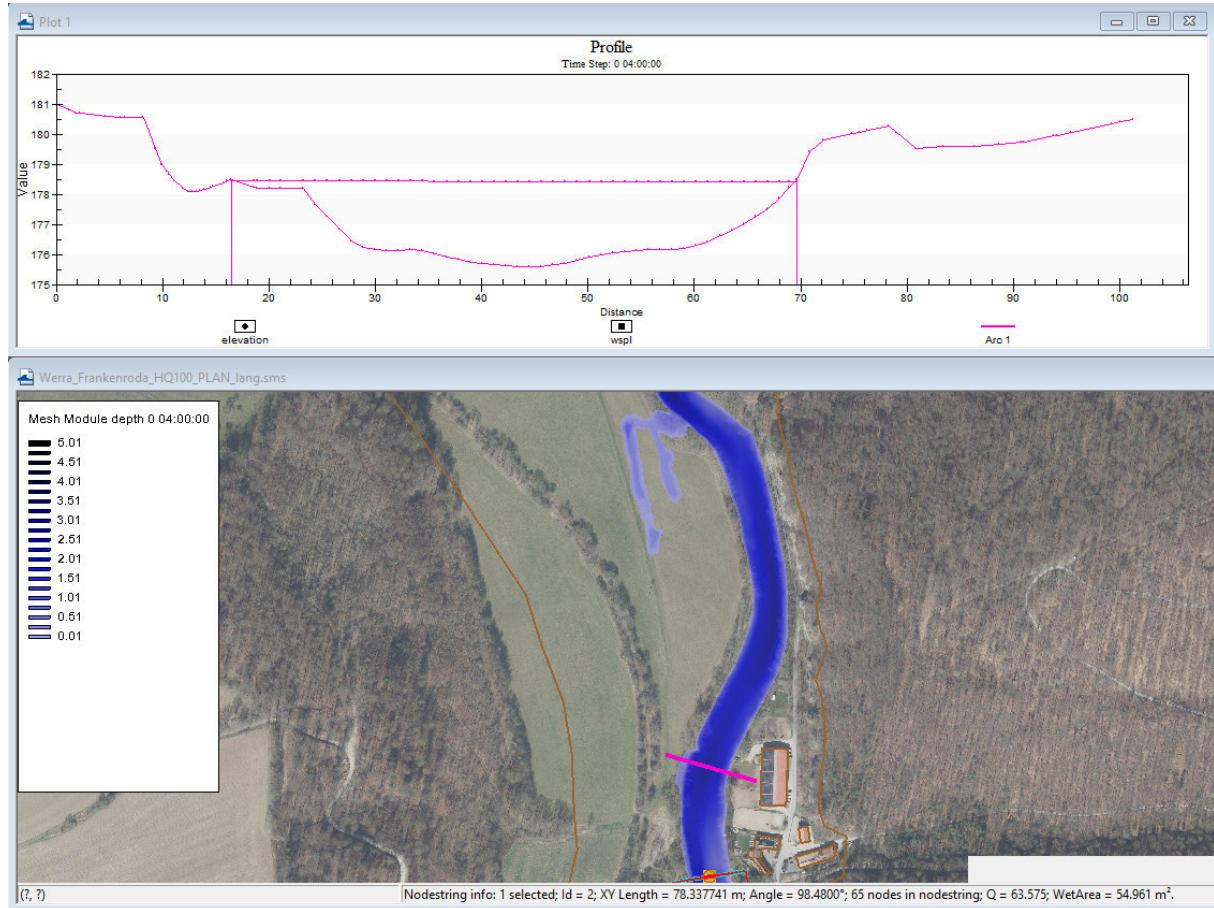 Plot 1
Profile
Time Step: 0 04:00:00
182
181
180
179
178
177
176
175
Value
0 10 20 30 40 50 60 70 80 90 100
Distance
elevation wspl Arc 1
Werra_Frankenroda_HQ100_PLAN_lang.sms
Mesh Module depth 0 04:00:00
5.01
4.51
4.01
3.51
3.01
2.51
2.01
1.51
1.01
0.51
0.01
(?, ?) Nodestring info: 1 selected; Id = 2; XY Length = 78.337741 m; Angle = 98.4800°; 65 nodes in nodestring; Q = 63.575; WetArea = 54.961 m².